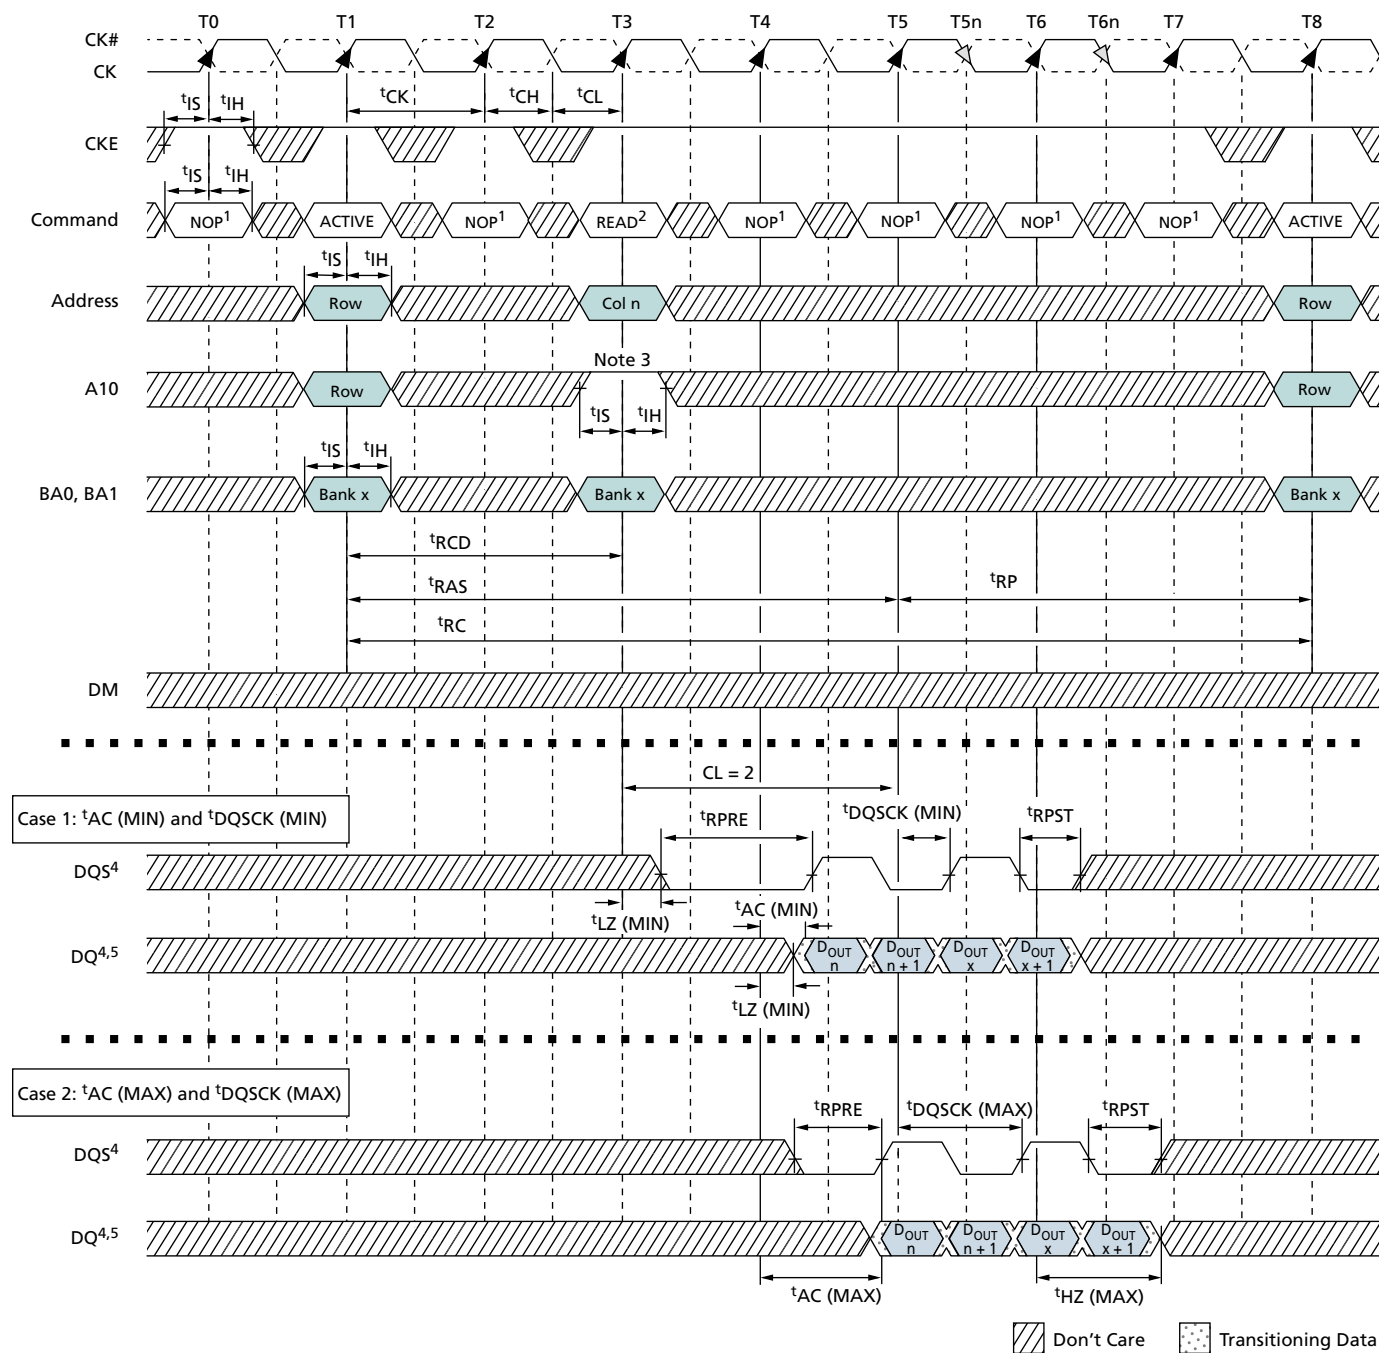 T0 T1 T2 T3 T4 T5 T5n T6 T6n T7 T8
CK#
CK
tIS tIH tCK tCH tCL
CKE
tIS tIH
Command NOP1 ACTIVE NOP1 READ2 NOP1 NOP1 NOP1 NOP1 ACTIVE
tIS tIH
Address Row Col n Row
Note 3
A10 Row Row
tIS tIH
tIS tIH
BA0, BA1 Bank x Bank x Bank x
tRCD
tRAS tRP
tRC
DM
CL = 2
Case 1: tAC (MIN) and tDQSCK (MIN)
tRPRE tDQSCK (MIN) tRPST
DQS4
tLZ (MIN) tAC (MIN)
DQ4,5 DOUT n DOUT n + 1 DOUT x DOUT x + 1
tLZ (MIN)
Case 2: tAC (MAX) and tDQSCK (MAX)
tRPRE tDQSCK (MAX) tRPST
DQS4
DQ4,5 DOUT n DOUT n + 1 DOUT x DOUT x + 1
tAC (MAX) tHZ (MAX)
Don't Care Transitioning Data